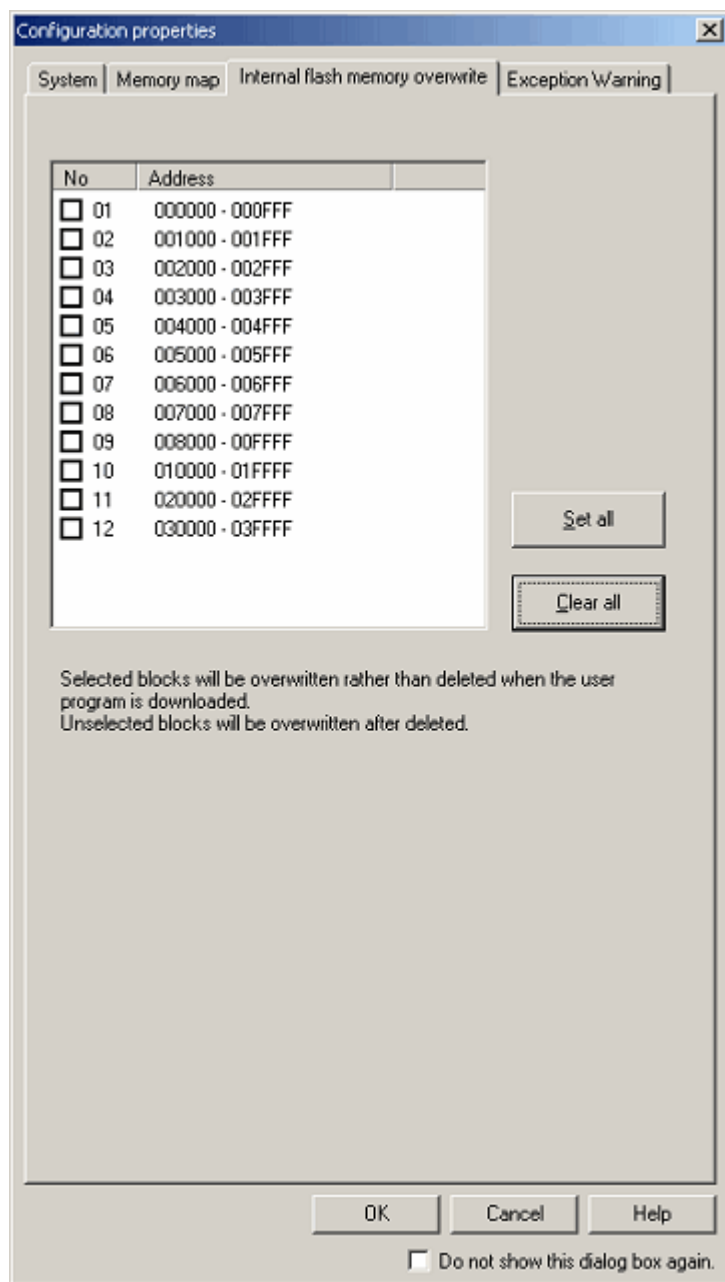 Configuration properties
System Memory map Internal flash memory overwrite Exception Warning
No Address
01 000000 - 000FFF
02 001000 - 001FFF
03 002000 - 002FFF
04 003000 - 003FFF
05 004000 - 004FFF
06 005000 - 005FFF
07 006000 - 006FFF
08 007000 - 007FFF
09 008000 - 00FFFF
10 010000 - 01FFFF
11 020000 - 02FFFF
12 030000 - 03FFFF
Set all
Clear all
Selected blocks will be overwritten rather than deleted when the user
program is downloaded.
Unselected blocks will be overwritten after deleted.
OK Cancel Help
Do not show this dialog box again.